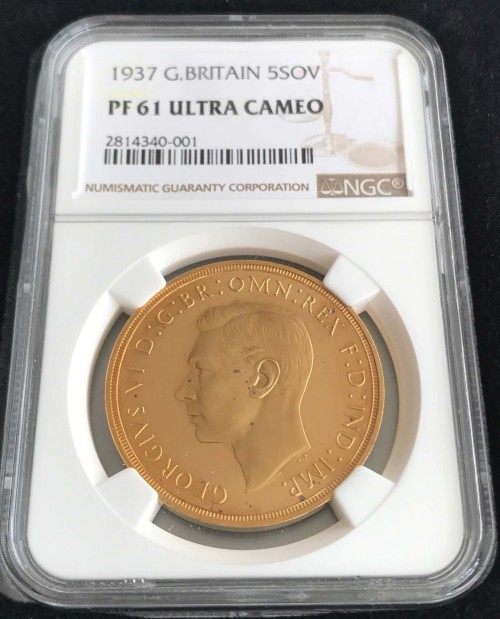 1937 G.BRITAIN 5SOV
PF 61 ULTRA CAMEO
2814340-001
NUMISMATIC GUARANTY CORPORATION NGC®
GEORGIVS·VI D:G:BR:OMN:REX F:D:IND:IMP.